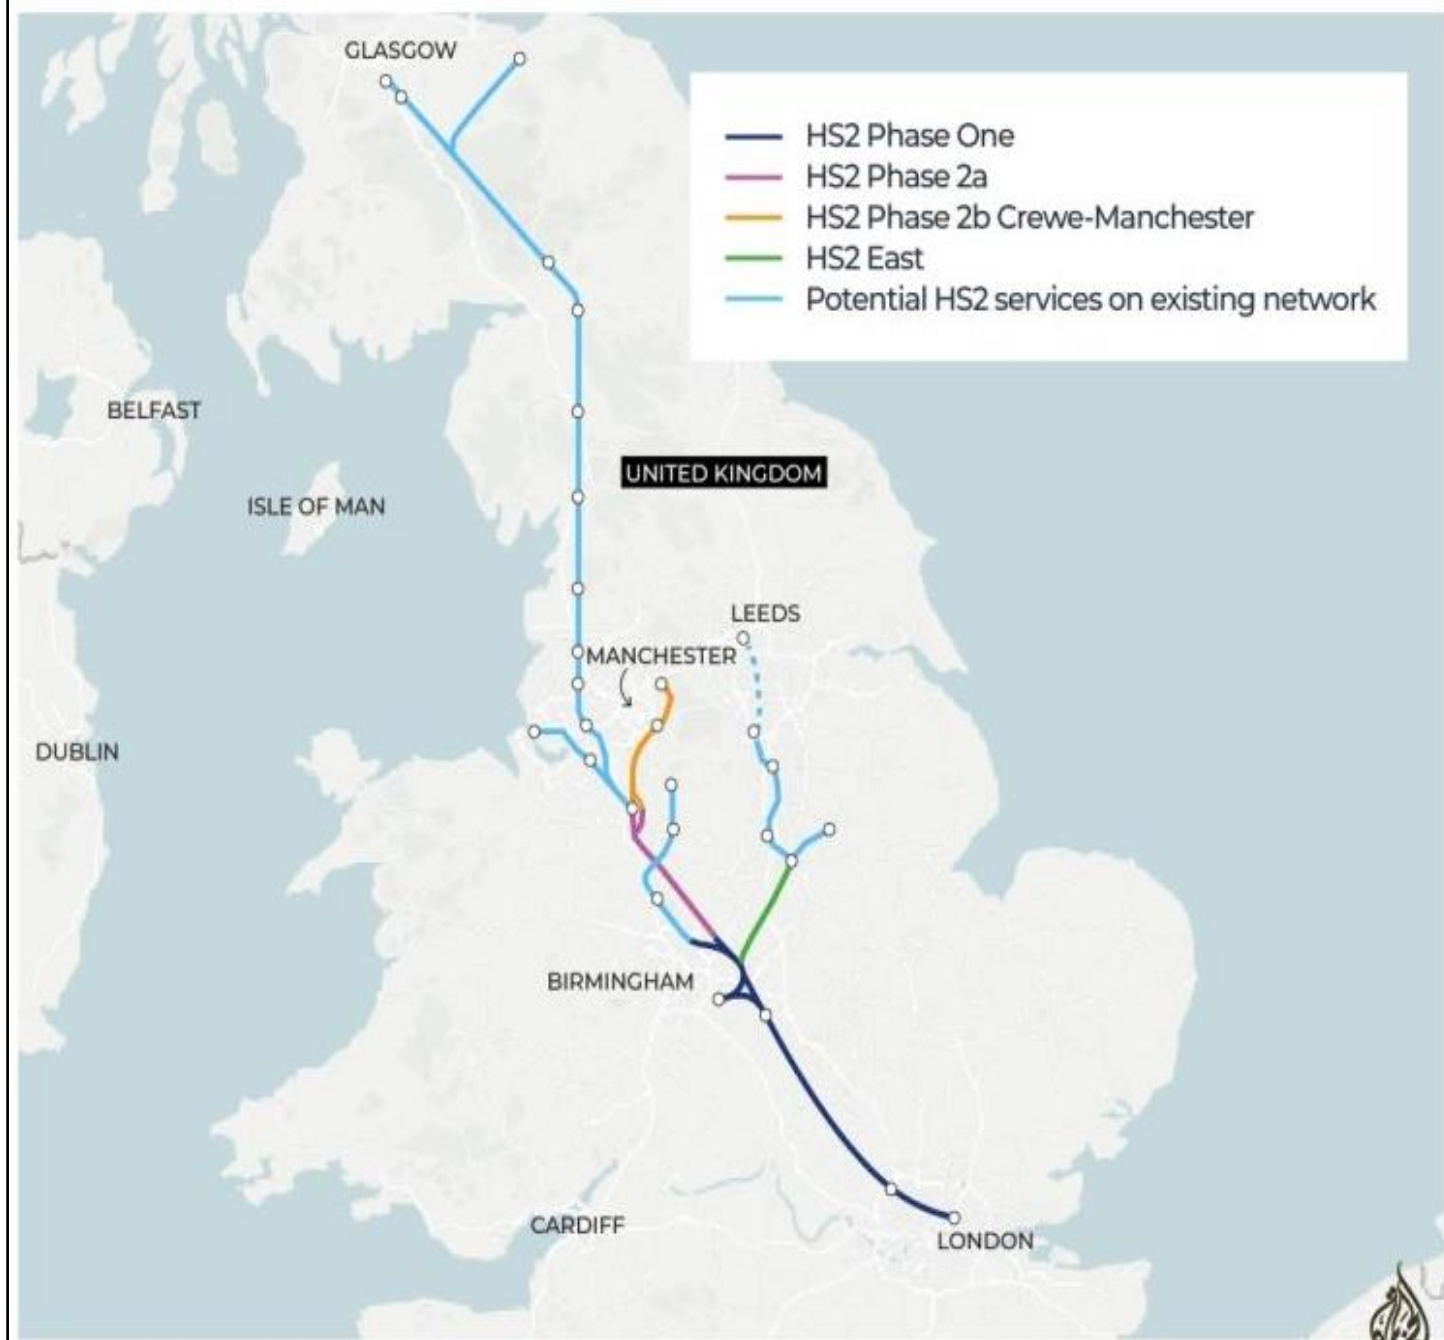 GLASGOW
HS2 Phase One
HS2 Phase 2a
HS2 Phase 2b Crewe-Manchester
HS2 East
Potential HS2 services on existing network
BELFAST
UNITED KINGDOM
ISLE OF MAN
LEEDS
MANCHESTER
DUBLIN
BIRMINGHAM
CARDIFF
LONDON